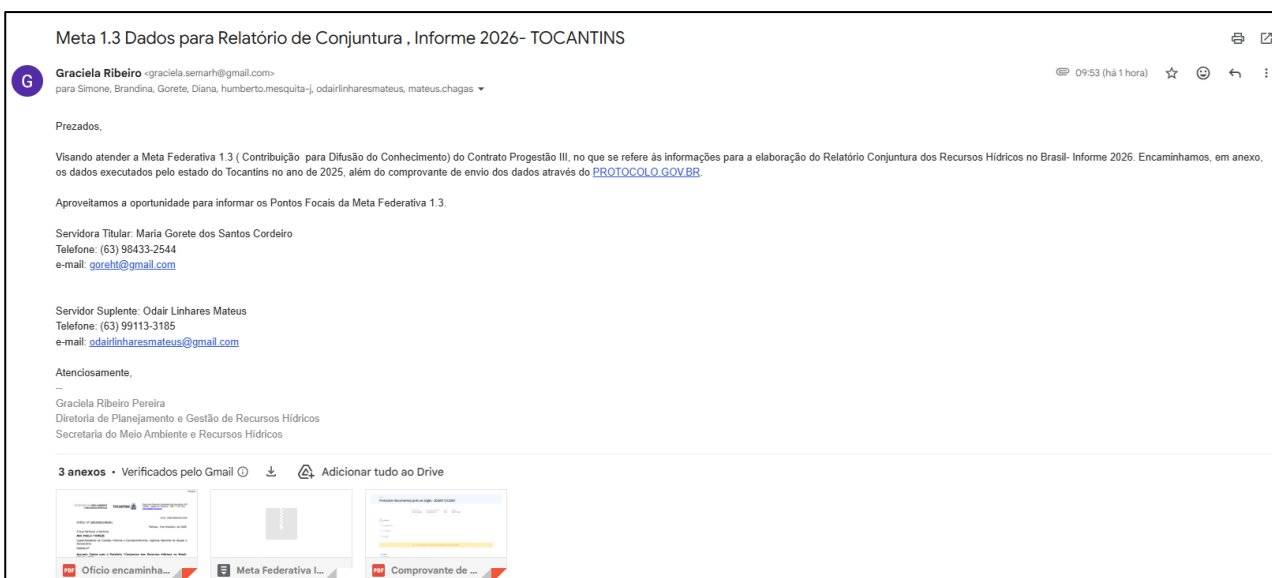 Meta 1.3 Dados para Relatório de Conjuntura , Informe 2026- TOCANTINS
G
Graciela Ribeiro <graciela.semarh@gmail.com>
09:53 (há 1 hora)
para Simone, Brandina, Gorete, Diana, humberto.mesquita-j, odairlinharesmateus, mateus.chagas
Prezados,
Visando atender a Meta Federativa 1.3 ( Contribuição para Difusão do Conhecimento) do Contrato Progestão III, no que se refere às informações para a elaboração do Relatório Conjuntura dos Recursos Hídricos no Brasil- Informe 2026. Encaminhamos, em anexo,
os dados executados pelo estado do Tocantins no ano de 2025, além do comprovante de envio dos dados através do PROTOCOLO.GOV.BR.
Aproveitamos a oportunidade para informar os Pontos Focais da Meta Federativa 1.3.
Servidora Titular: Maria Gorete dos Santos Cordeiro
Telefone: (63) 98433-2544
e-mail: goreht@gmail.com
Servidor Suplente: Odair Linhares Mateus
Telefone: (63) 99113-3185
e-mail: odairlinharesmateus@gmail.com
Atenciosamente,
--
Graciela Ribeiro Pereira
Diretoria de Planejamento e Gestão de Recursos Hídricos
Secretaria do Meio Ambiente e Recursos Hídricos
3 anexos • Verificados pelo Gmail
Adicionar tudo ao Drive
TOCANTINS
PDF Ofício encaminha...
Meta Federativa I...
PDF Comprovante de ...